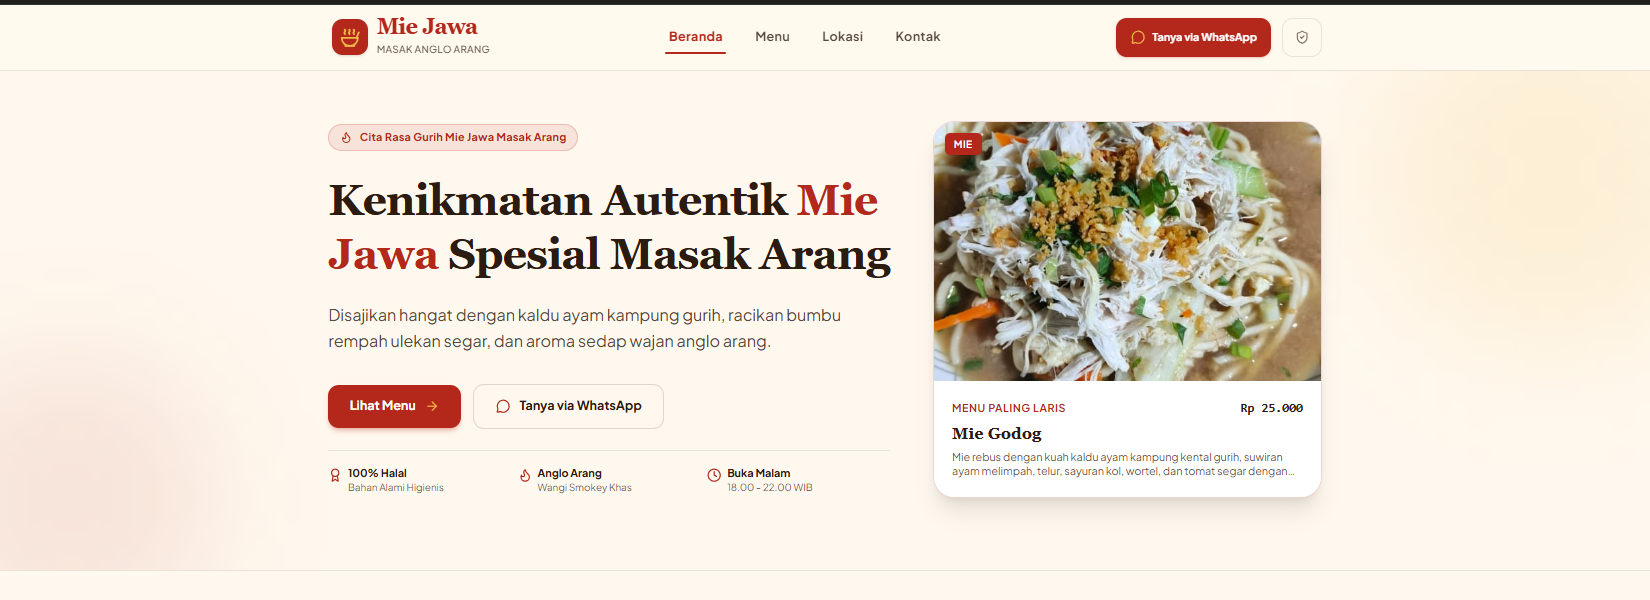 Mie Jawa
MASAK ANGLO ARANG
Beranda
Menu
Lokasi
Kontak
Tanya via WhatsApp
Cita Rasa Gurih Mie Jawa Masak Arang
Kenikmatan Autentik Mie
Jawa Spesial Masak Arang
Disajikan hangat dengan kaldu ayam kampung gurih, racikan bumbu
rempah ulekan segar, dan aroma sedap wajan anglo arang.
Lihat Menu
Tanya via WhatsApp
100% Halal
Bahan Alami Higienis
Anglo Arang
Wangi Smokey Khas
Buka Malam
18.00 - 22.00 WIB
MIE
MENU PALING LARIS
Rp 25.000
Mie Godog
Mie rebus dengan kuah kaldu ayam kampung kental gurih, suwiran
ayam melimpah, telur, sayuran kol, wortel, dan tomat segar dengan...